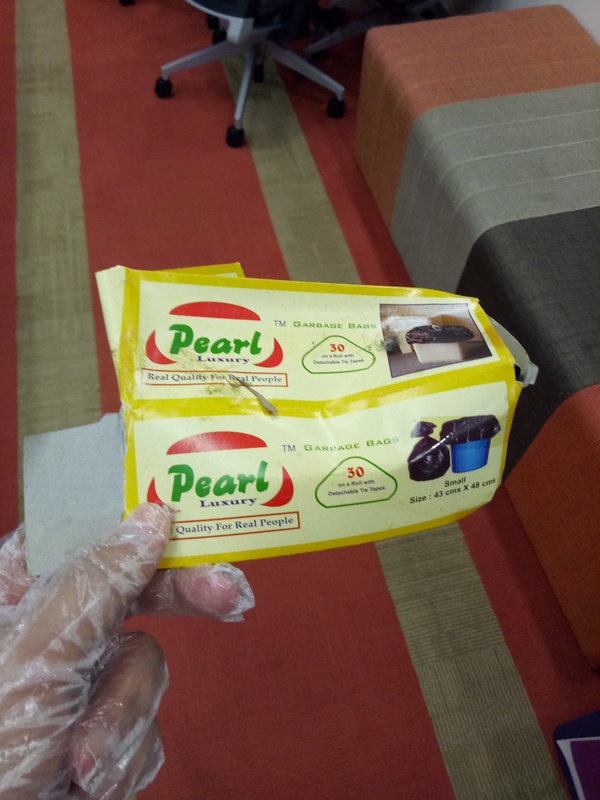 Pearl
Luxury
TM GARBAGE BAGS
30
on a Roll with
Detachable Tie Tapes
Real Quality For Real People
Pearl
Luxury
TM GARBAGE BAGS
30
on a Roll with
Detachable Tie Tapes
Quality For Real People
Small
Size : 43 cms X 48 cms